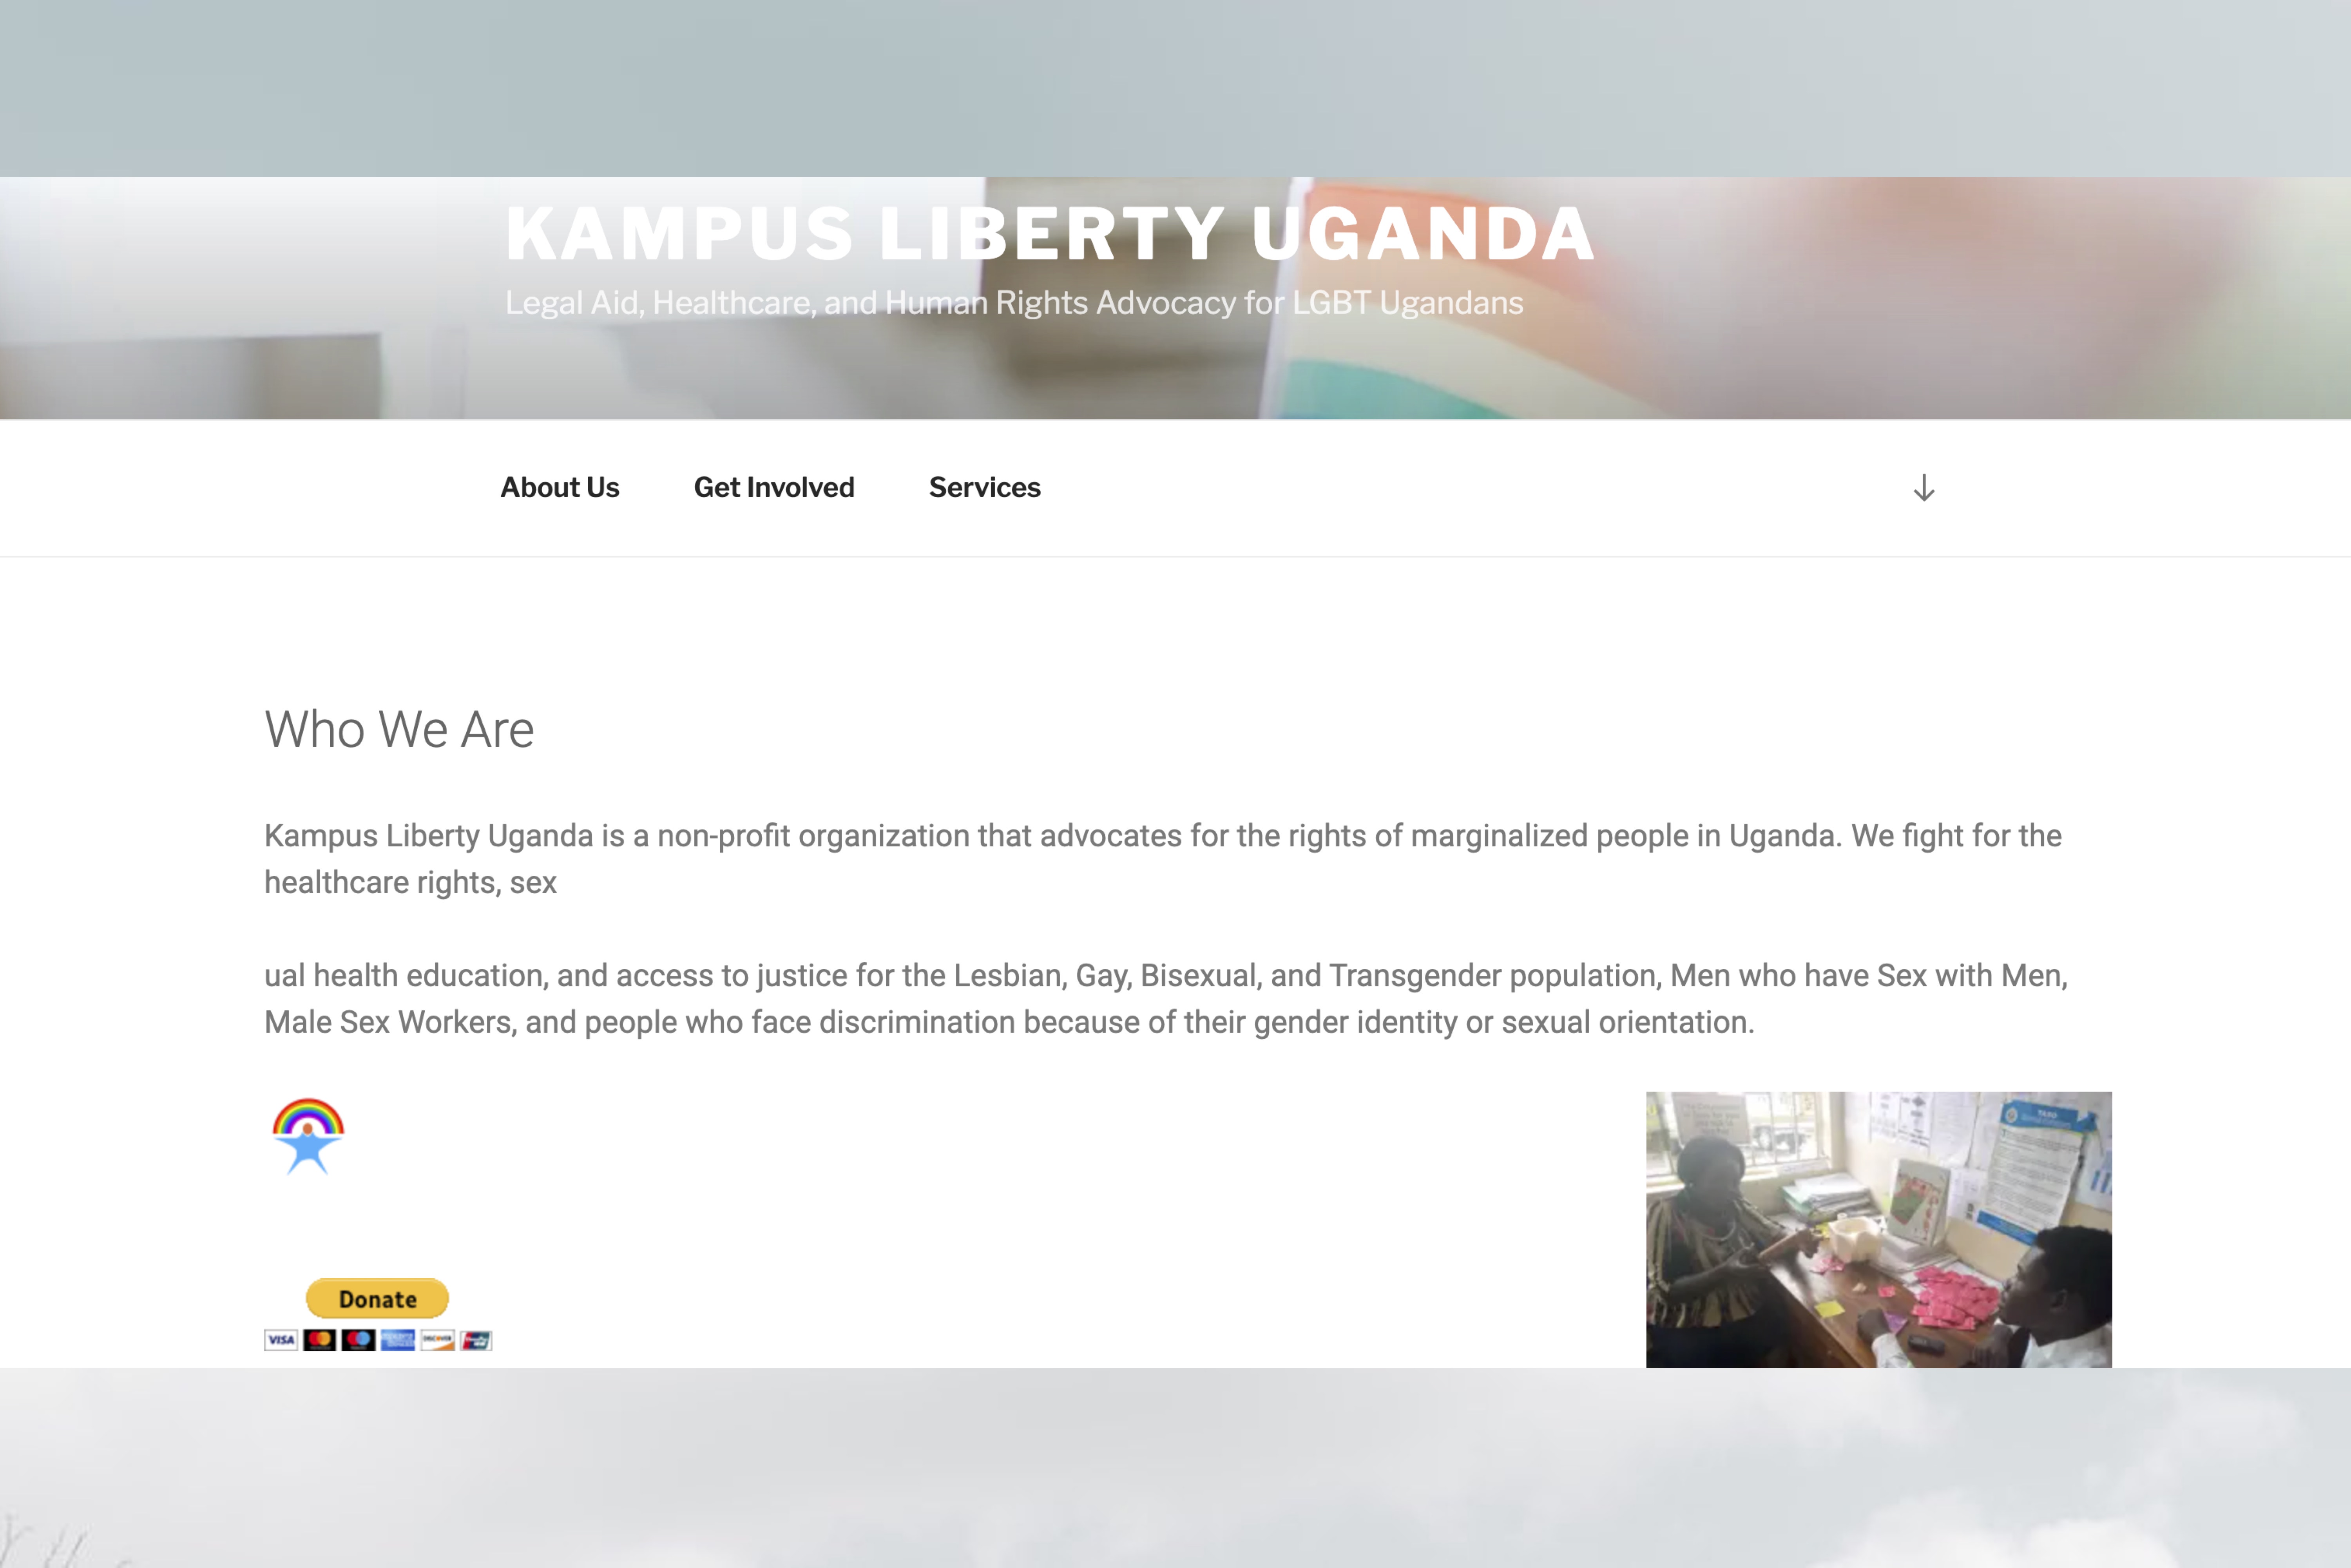 KAMPUS LIBERTY UGANDA
Legal Aid, Healthcare, and Human Rights Advocacy for LGBT Ugandans
About Us
Get Involved
Services
Who We Are
Kampus Liberty Uganda is a non-profit organization that advocates for the rights of marginalized people in Uganda. We fight for the
healthcare rights, sex
ual health education, and access to justice for the Lesbian, Gay, Bisexual, and Transgender population, Men who have Sex with Men,
Male Sex Workers, and people who face discrimination because of their gender identity or sexual orientation.
Donate
VISA
DISCOVER
TASO